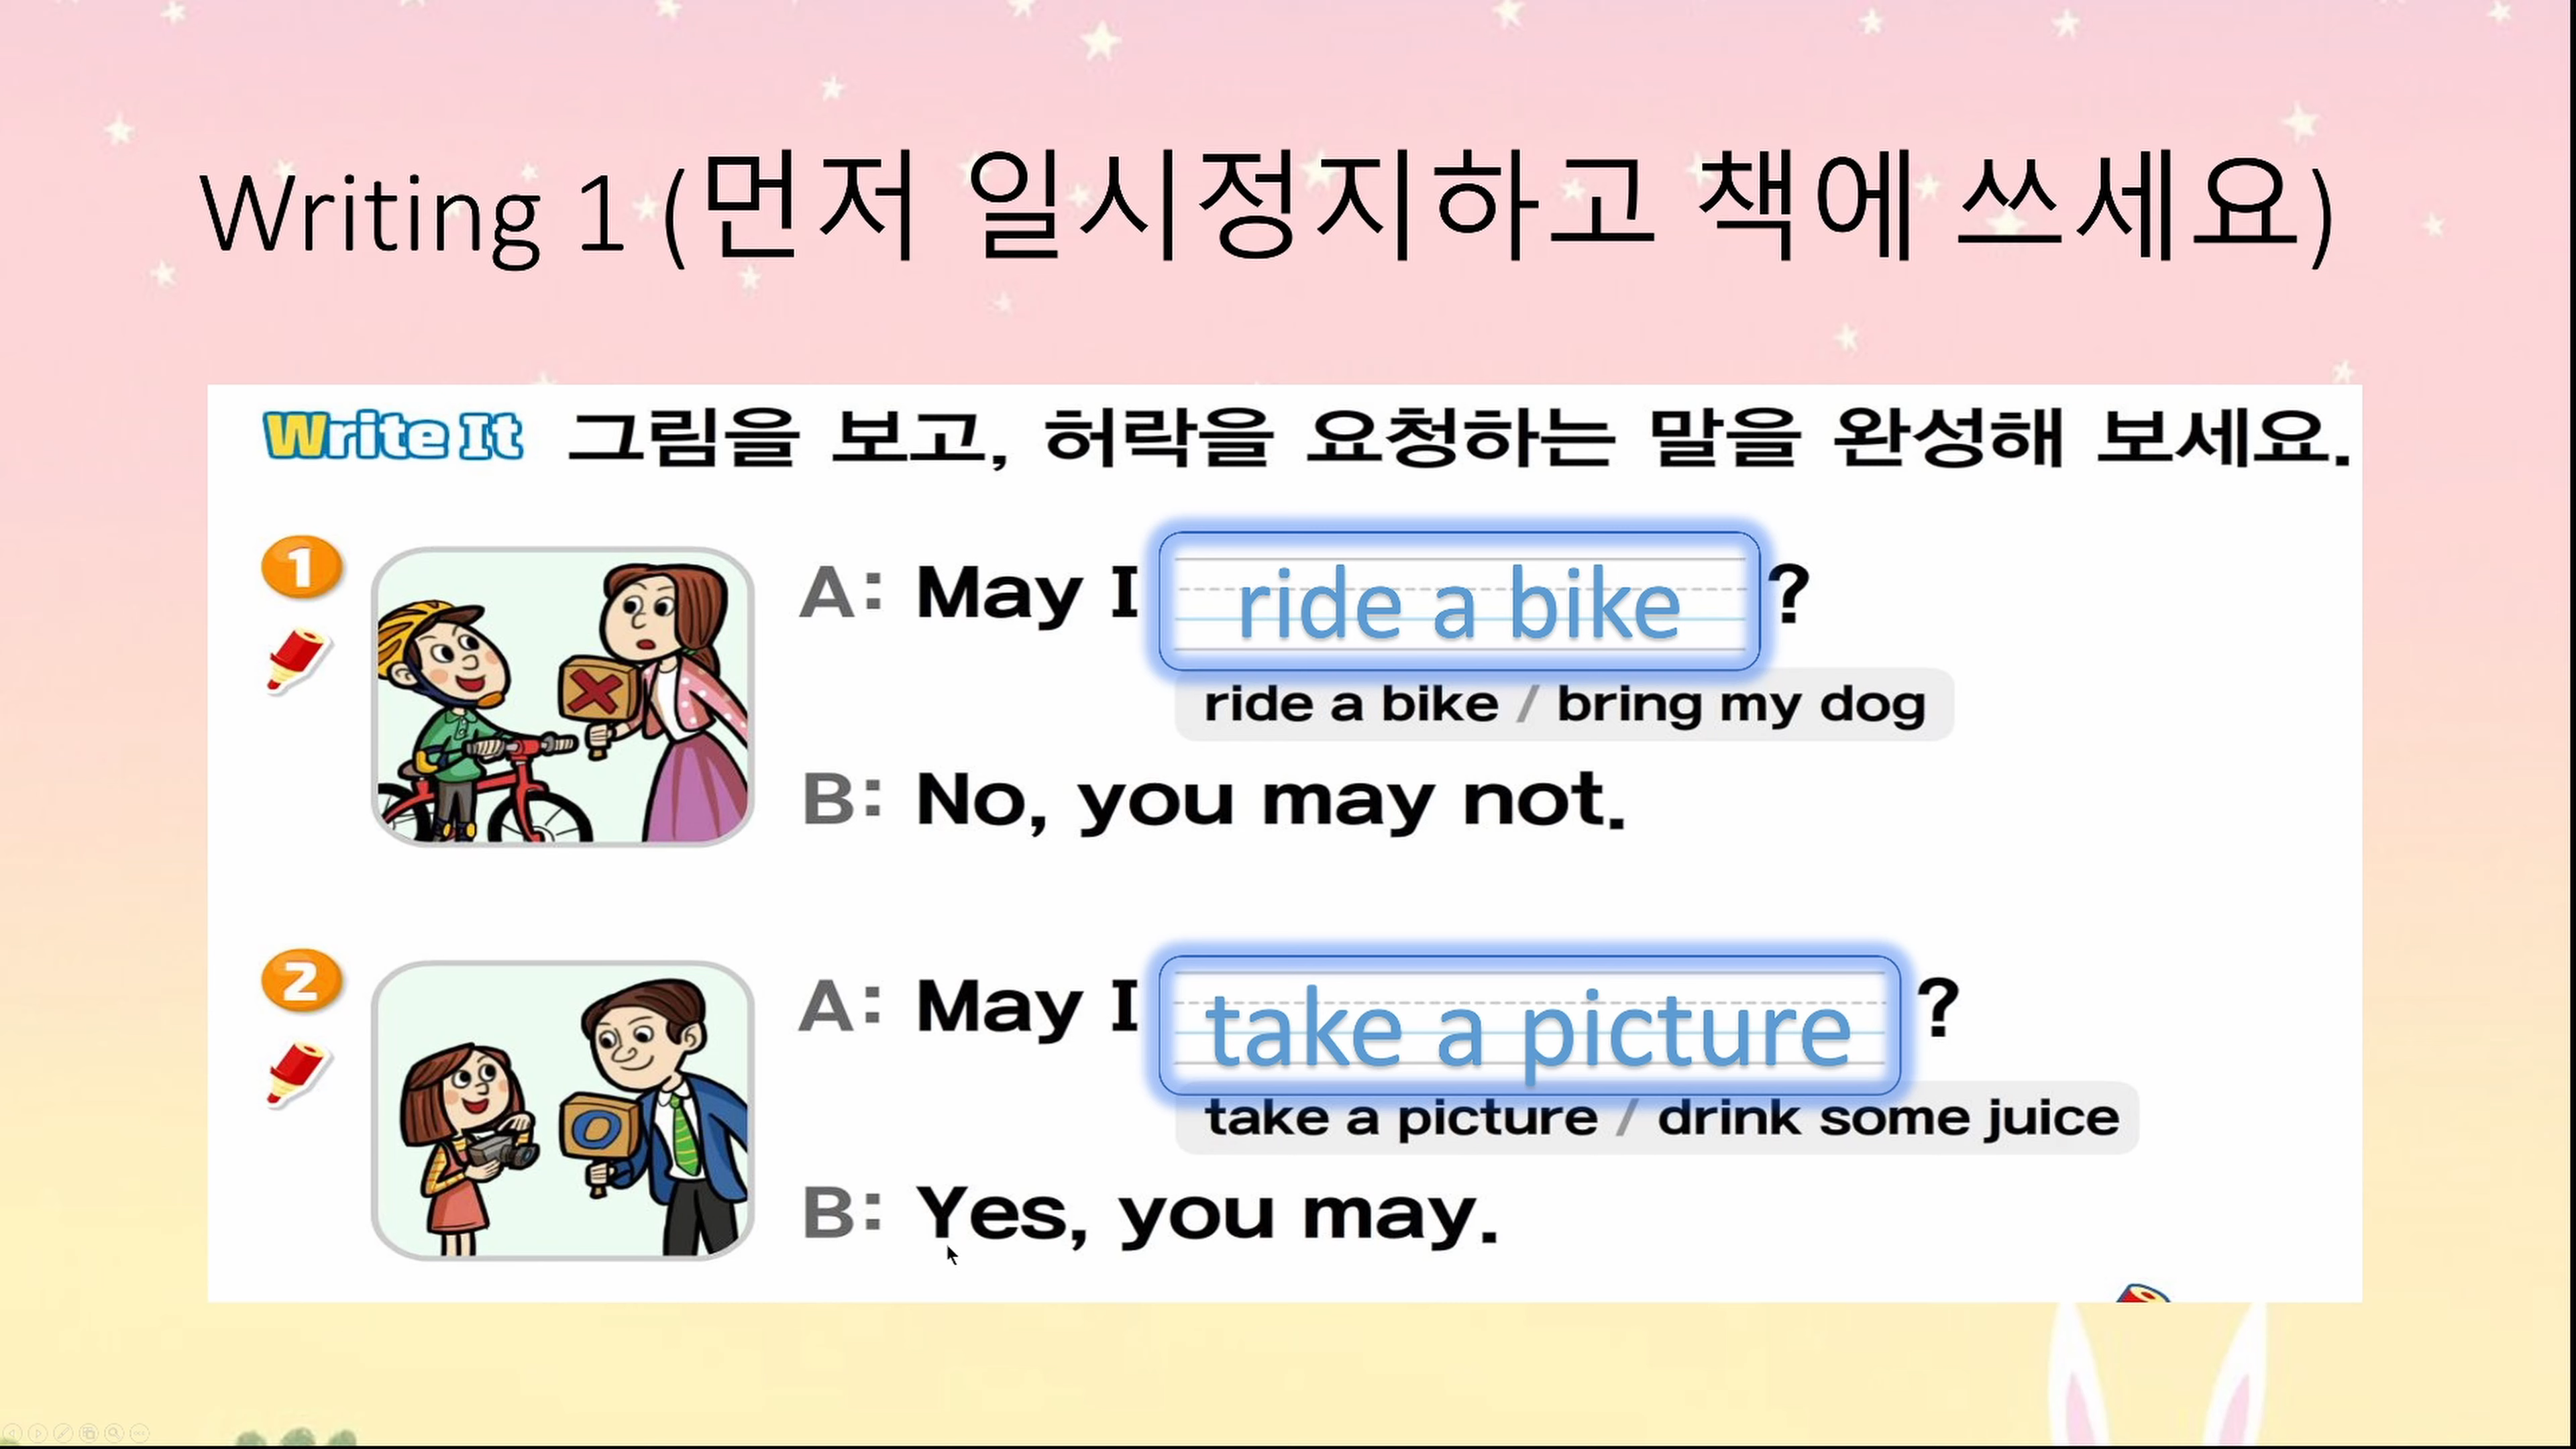 Writing 1 (먼저 일시정지하고 책에 쓰세요)
Write It 그림을 보고, 허락을 요청하는 말을 완성해 보세요.
1
A: May I ride a bike ?
ride a bike / bring my dog
B: No, you may not.
2
A: May I take a picture ?
take a picture / drink some juice
B: Yes, you may.